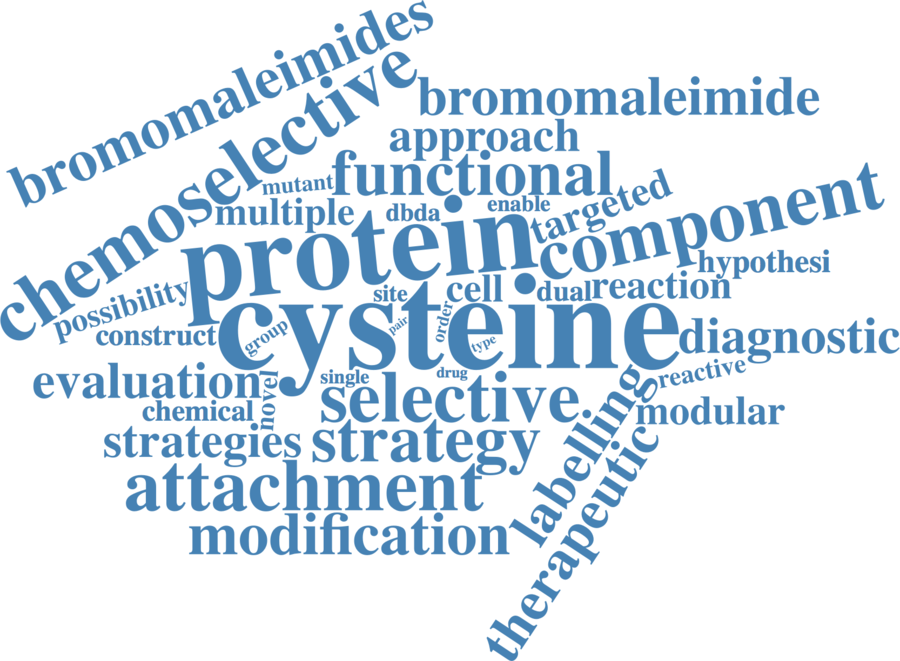 bromomaleimides
chemoselective
bromomaleimide
approach
mutant
functional
multiple
dbda
enable
targeted
protein
component
hypothesi
possibility
site
cell
dual
reaction
construct
group
cysteine
pair
order
type
diagnostic
evaluation
novel
single
drug
reactive
chemical
selective
labelling
modular
strategies
strategy
therapeutic
attachment
modification